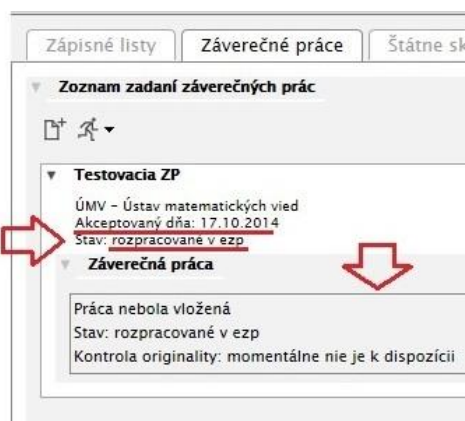 Zápisné listy
Záverečné práce
Štátne
Zoznam zadaní záverečných prác
Testovacia ZP
ÚMV - Ústav matematických vied
Akceptovaný dňa: 17.10.2014
Stav: rozpracované v ezp
Záverečná práca
Práca nebola vložená
Stav: rozpracované v ezp
Kontrola originality: momentálne nie je k dispozícii